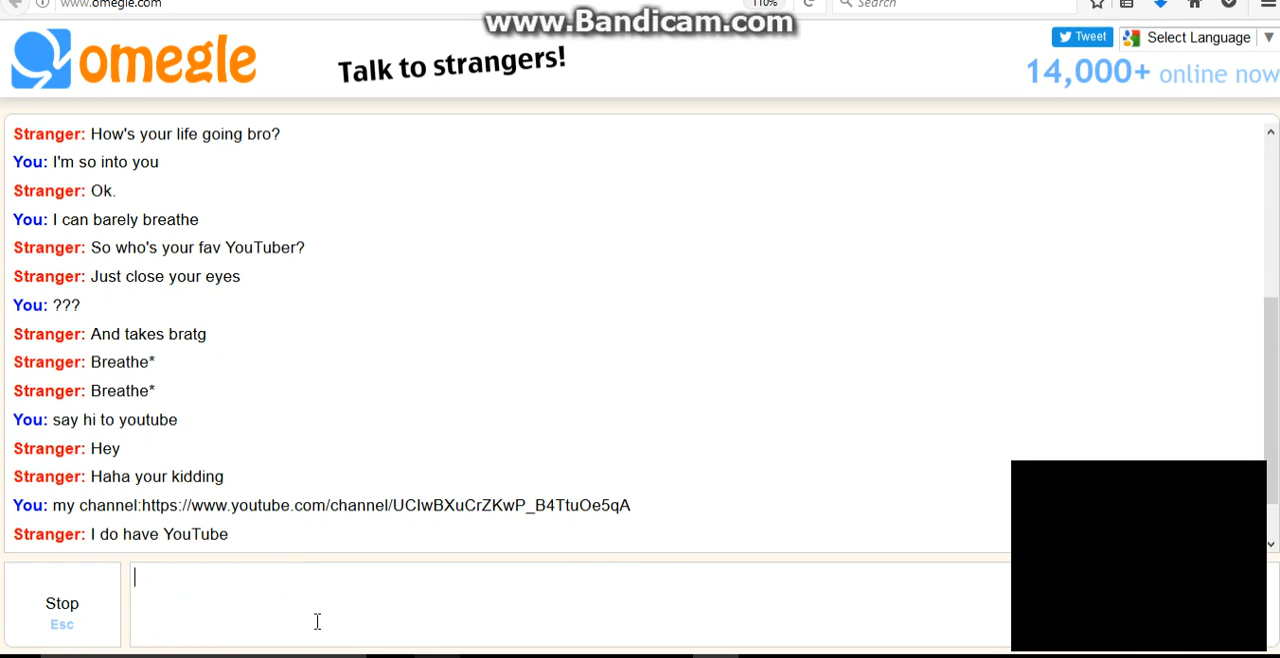 www.omegle.com
110%
Search
www.Bandicam.com
omegle
Talk to strangers!
Tweet
Select Language
14,000+ online now
Stranger: How's your life going bro?
You: I'm so into you
Stranger: Ok.
You: I can barely breathe
Stranger: So who's your fav YouTuber?
Stranger: Just close your eyes
You: ???
Stranger: And takes bratg
Stranger: Breathe*
Stranger: Breathe*
You: say hi to youtube
Stranger: Hey
Stranger: Haha your kidding
You: my channel:https://www.youtube.com/channel/UCIwBXuCrZKwP_B4TtuOe5qA
Stranger: I do have YouTube
Stop
Esc